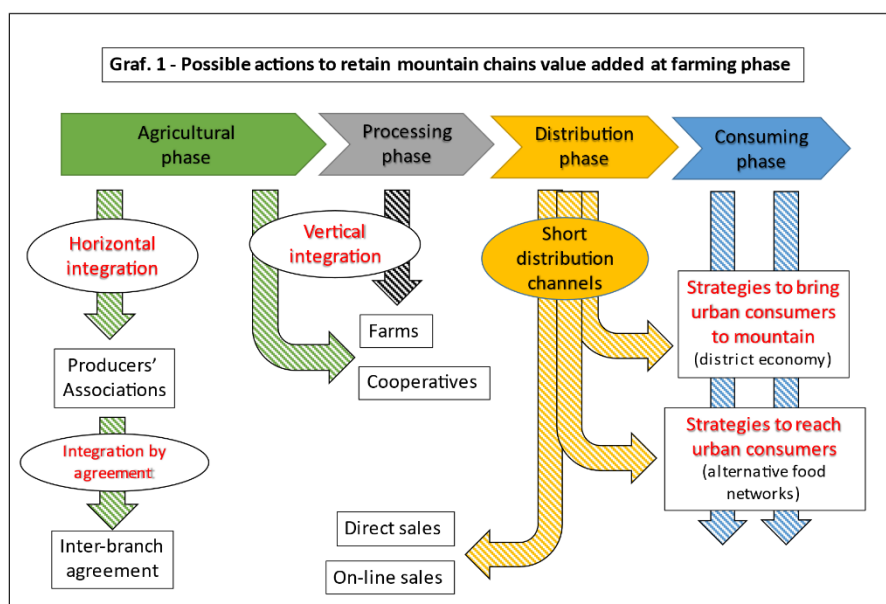 Graf. 1 - Possible actions to retain mountain chains value added at farming phase
Agricultural
phase
Processing
phase
Distribution
phase
Consuming
phase
Horizontal
integration
Vertical
integration
Short
distribution
channels
Strategies to bring
urban consumers
to mountain
(district economy)
Farms
Producers’
Associations
Cooperatives
Strategies to reach
urban consumers
(alternative food
networks)
Integration by
agreement
Direct sales
Inter-branch
agreement
On-line sales